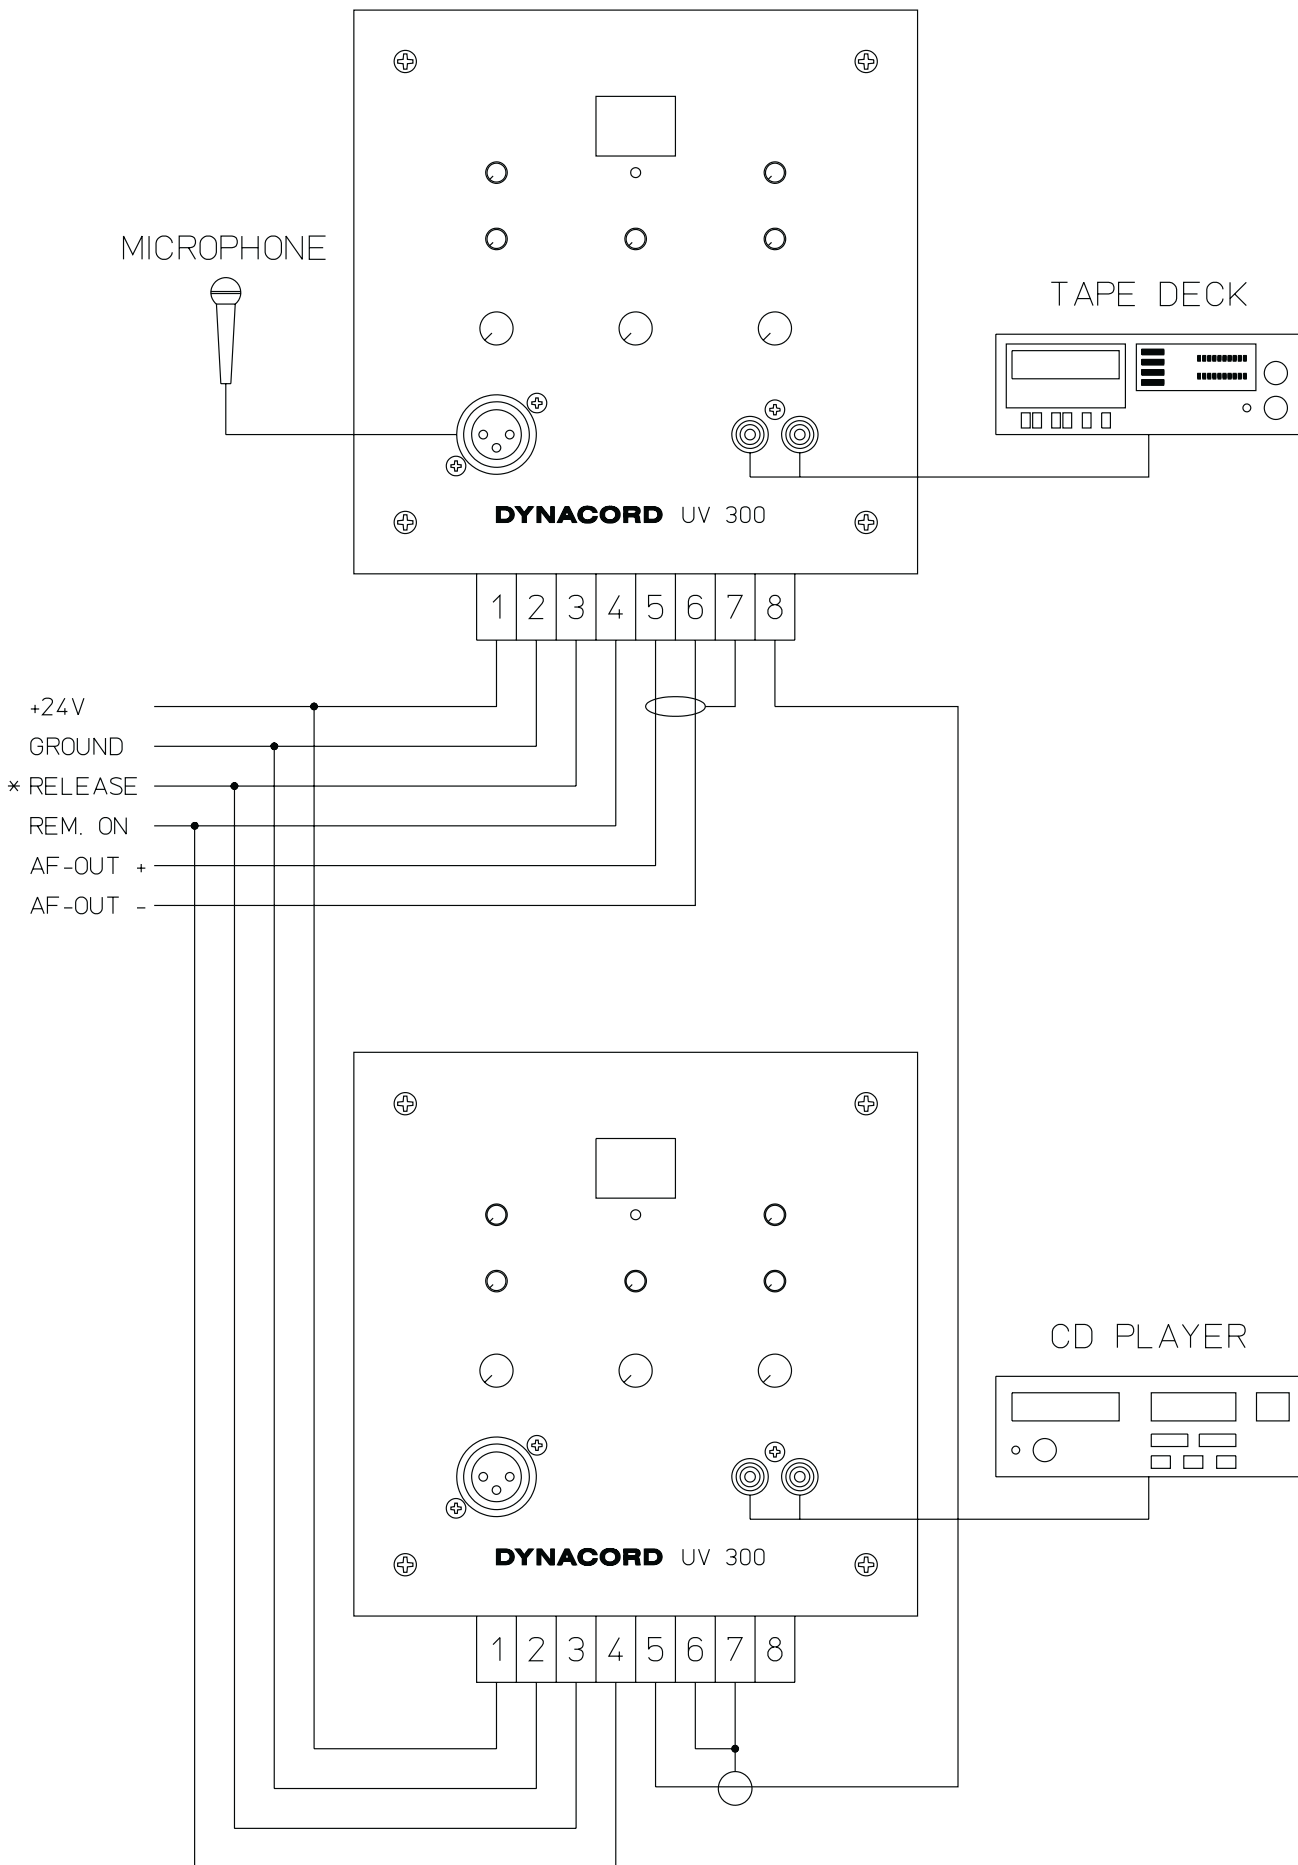 MICROPHONE
TAPE DECK
DYNACORD UV 300
1 2 3 4 5 6 7 8
+24V
GROUND
* RELEASE
REM. ON
AF-OUT +
AF-OUT -
CD PLAYER
DYNACORD UV 300
1 2 3 4 5 6 7 8